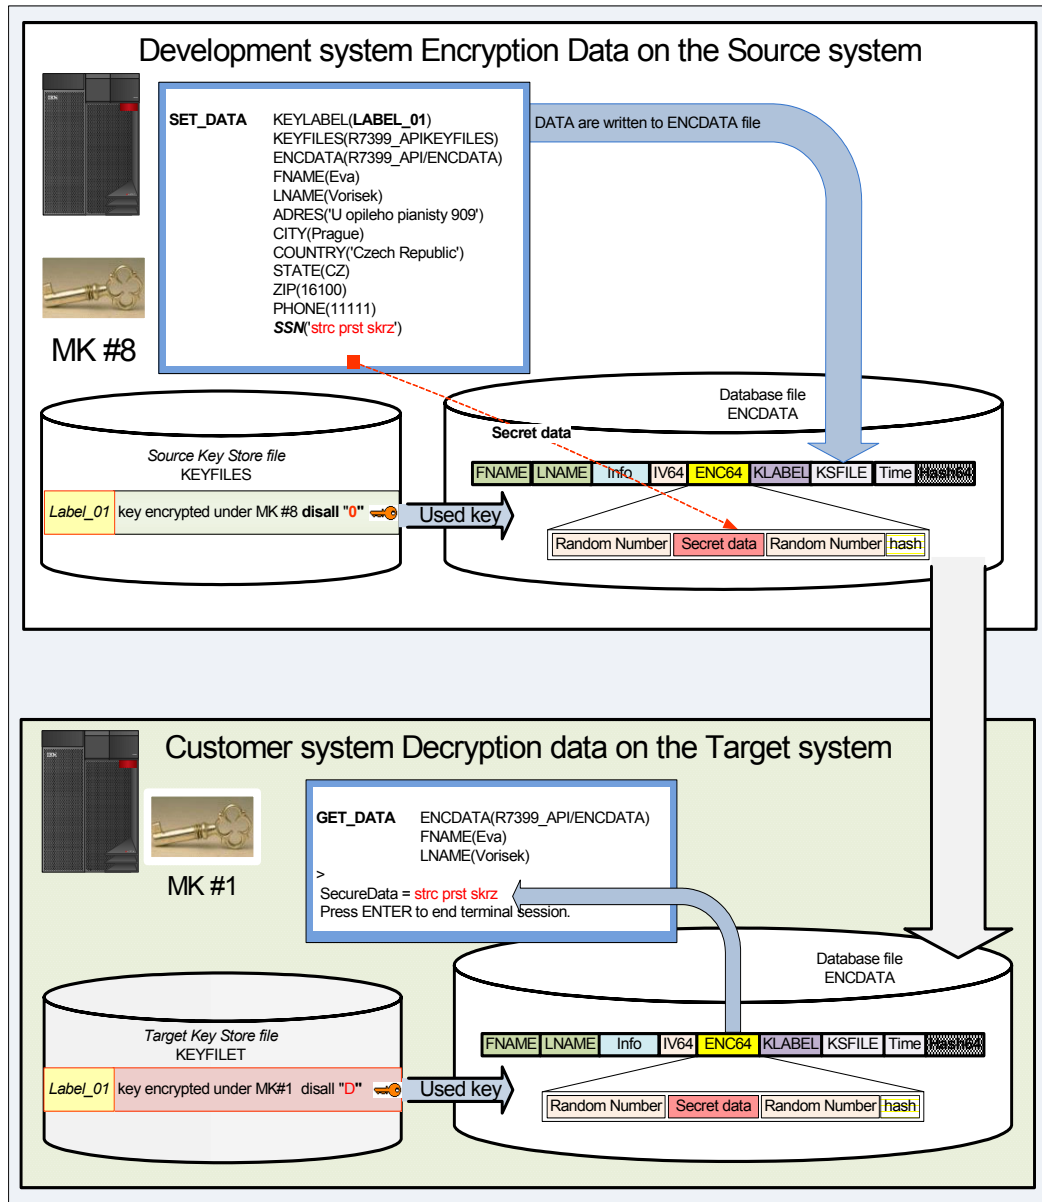 Development system Encryption Data on the Source system
IBM
SET_DATA KEYLABEL(LABEL_01)
KEYFILES(R7399_APIKEYFILES)
ENCDATA(R7399_API/ENCDATA)
FNAME(Eva)
LNAME(Vorisek)
ADRES('U opileho pianisty 909')
CITY(Prague)
COUNTRY('Czech Republic')
STATE(CZ)
ZIP(16100)
PHONE(11111)
SSN('strc prst skrz')
DATA are written to ENCDATA file
MK #8
Source Key Store file
KEYFILES
Label_01 key encrypted under MK #8 disall "0"
Used key
Database file
ENCDATA
Secret data
FNAME LNAME Info IV64 ENC64 KLABEL KSFILE Time Hash64
Random Number Secret data Random Number hash
Customer system Decryption data on the Target system
IBM
MK #1
GET_DATA ENCDATA(R7399_API/ENCDATA)
FNAME(Eva)
LNAME(Vorisek)
>
SecureData = strc prst skrz
Press ENTER to end terminal session.
Target Key Store file
KEYFILET
Label_01 key encrypted under MK#1 disall "D"
Used key
Database file
ENCDATA
FNAME LNAME Info IV64 ENC64 KLABEL KSFILE Time Hash64
Random Number Secret data Random Number hash